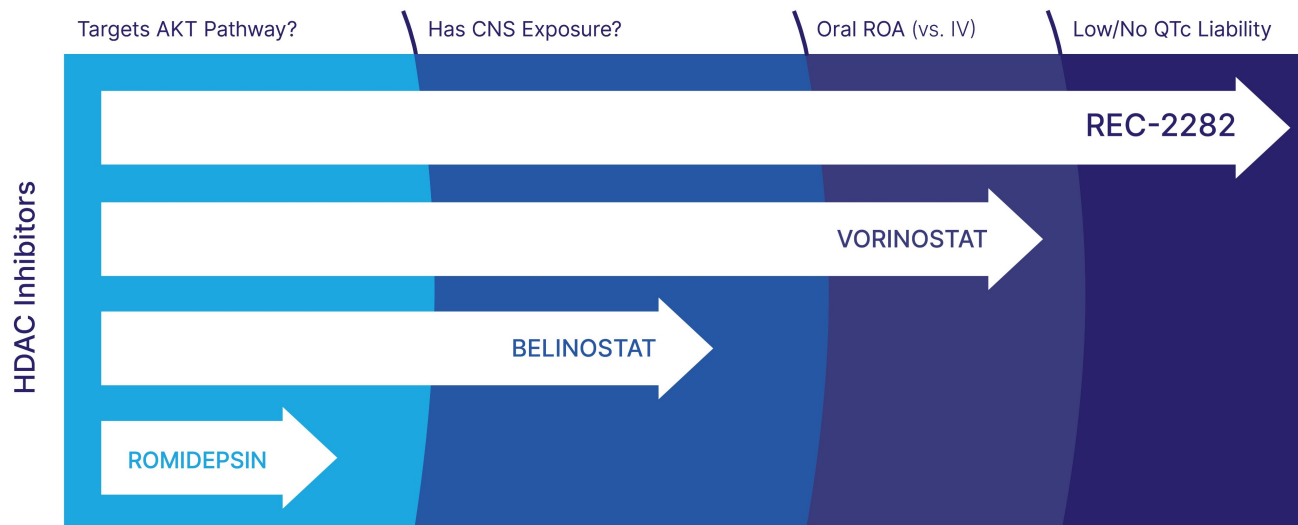 Targets AKT Pathway?
Has CNS Exposure?
Oral ROA (vs. IV)
Low/No QTc Liability
HDAC Inhibitors
REC-2282
VORINOSTAT
BELINOSTAT
ROMIDEPSIN